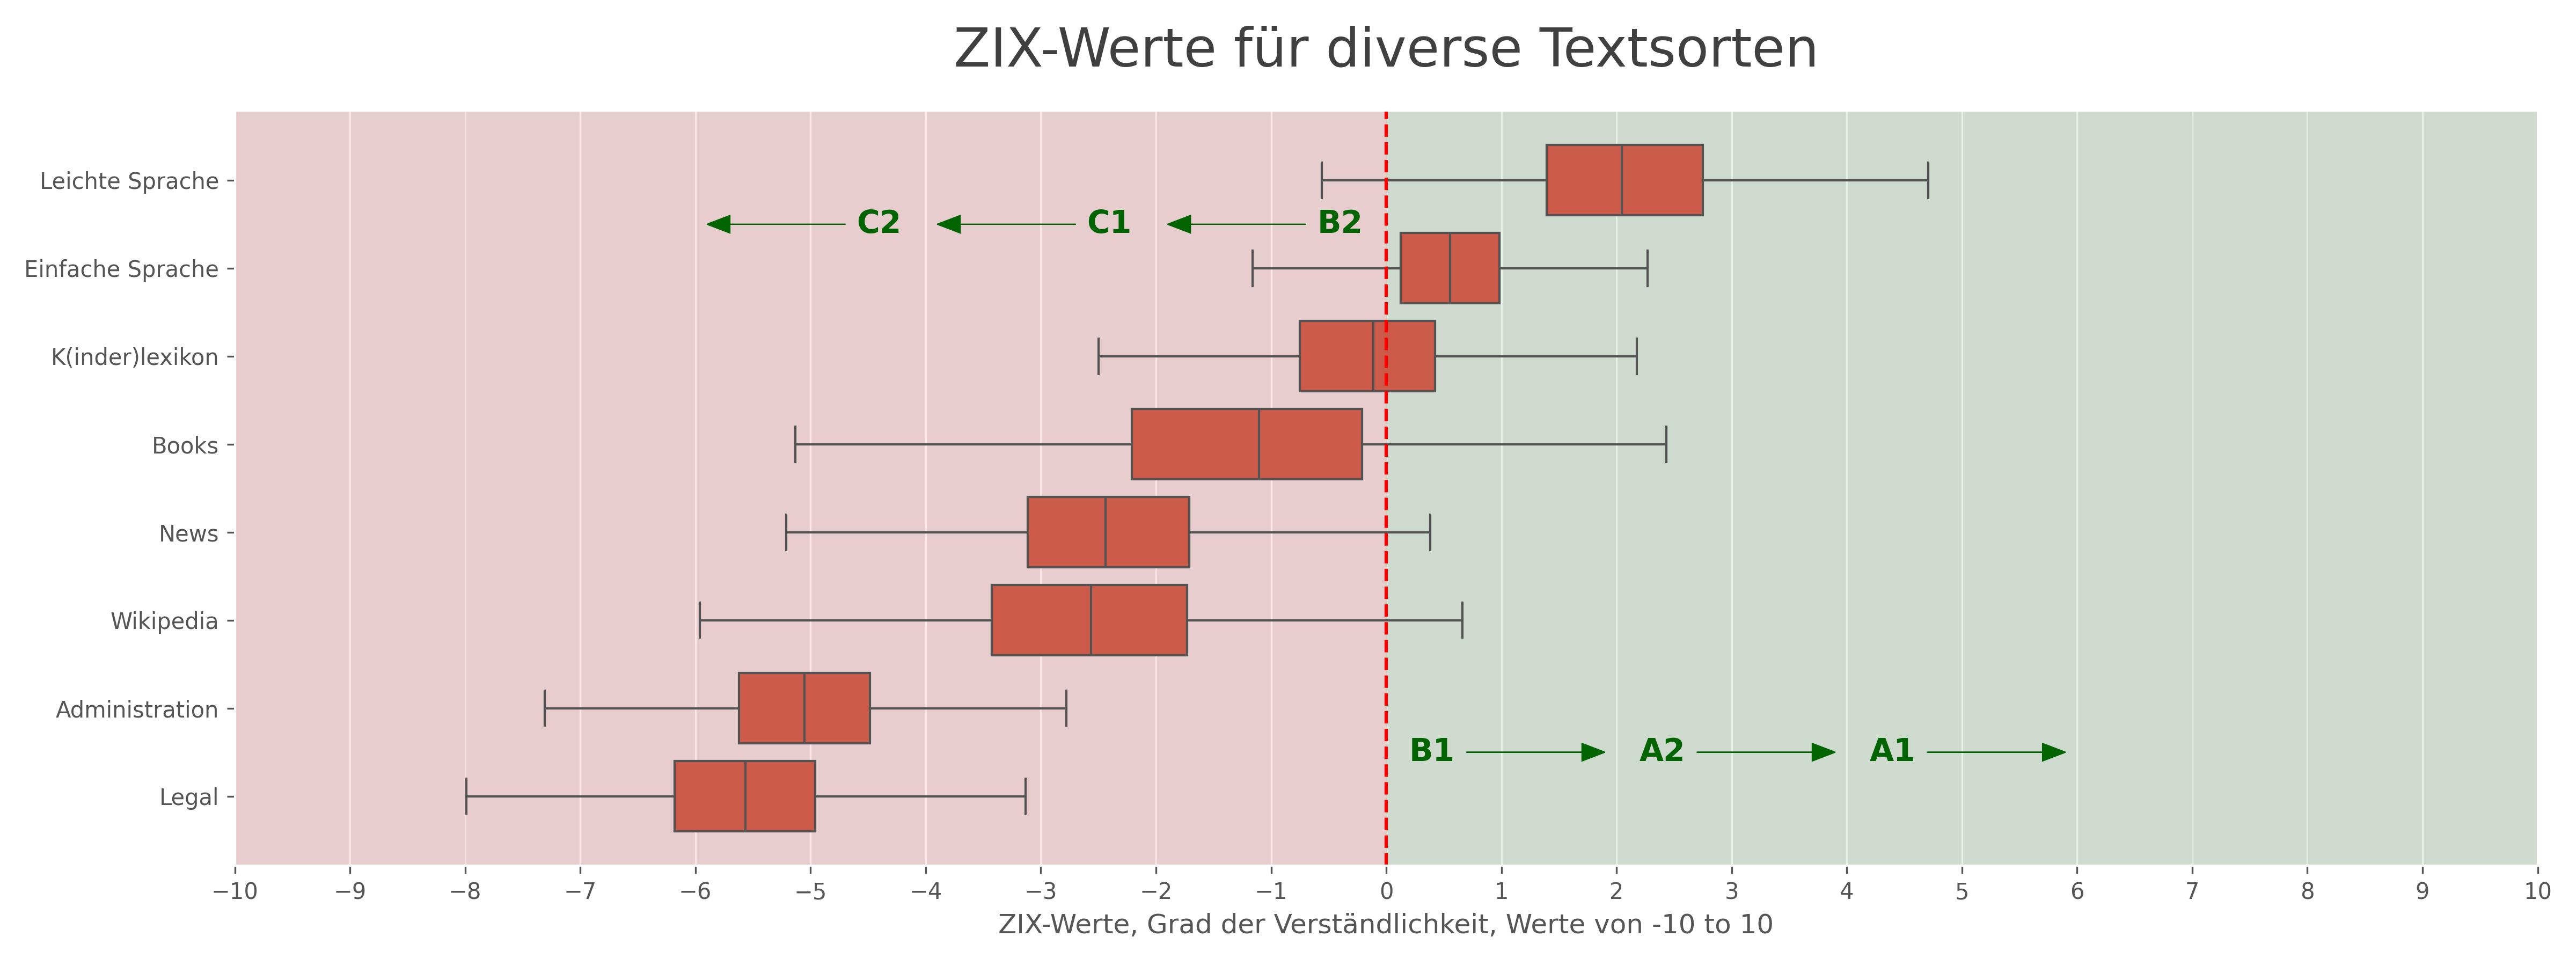 ZIX-Werte für diverse Textsorten
Leichte Sprache
C2 C1 B2
Einfache Sprache
K(inder)lexikon
Books
News
Wikipedia
Administration
B1 A2 A1
Legal
−10 −9 −8 −7 −6 −5 −4 −3 −2 −1 0 1 2 3 4 5 6 7 8 9 10
ZIX-Werte, Grad der Verständlichkeit, Werte von -10 to 10